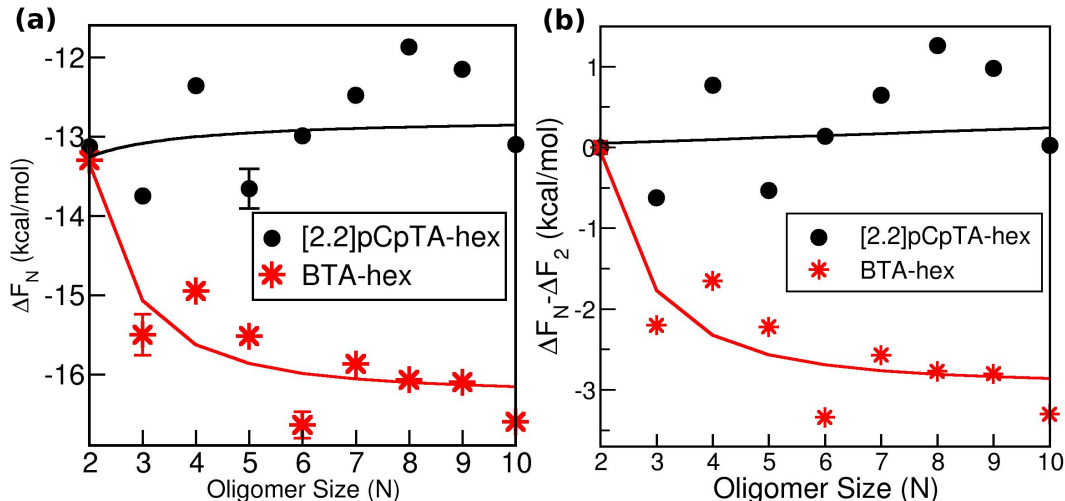 (a)
ΔF_N (kcal/mol)
-12
-13
-14
-15
-16
[2.2]pCpTA-hex
BTA-hex
2 3 4 5 6 7 8 9 10
Oligomer Size (N)
(b)
ΔF_N-ΔF_2 (kcal/mol)
1
0
-1
-2
-3
[2.2]pCpTA-hex
BTA-hex
2 3 4 5 6 7 8 9 10
Oligomer Size (N)